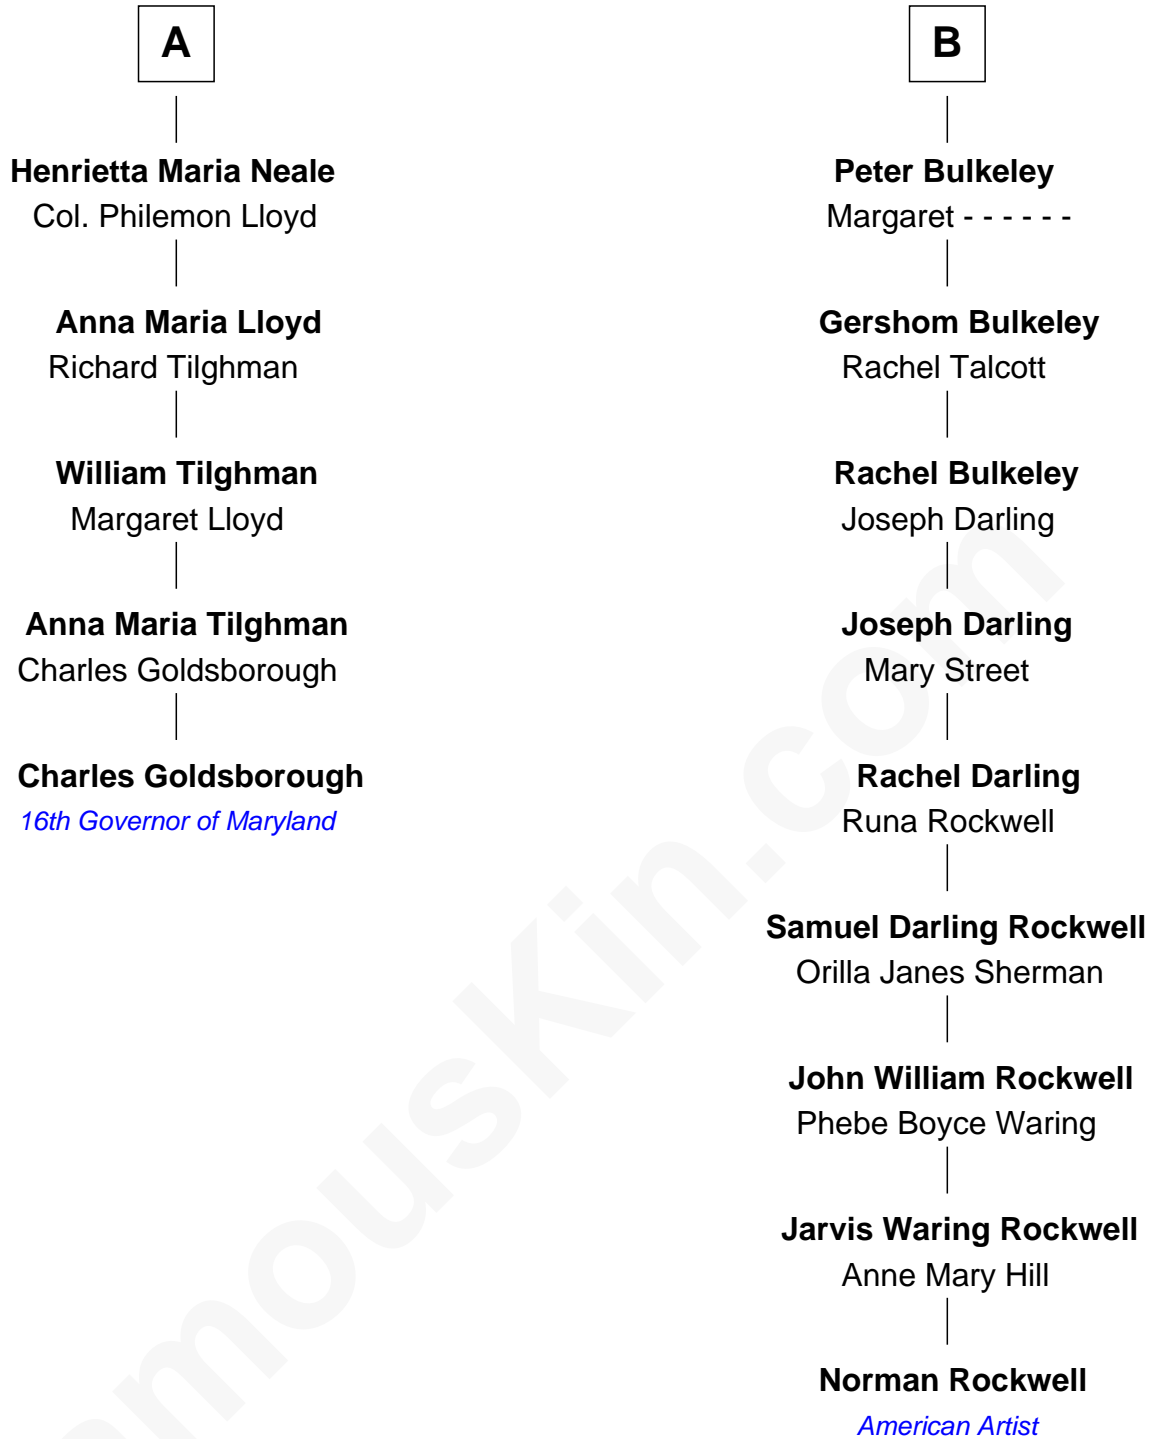 A
Henrietta Maria Neale
Col. Philemon Lloyd
Anna Maria Lloyd
Richard Tilghman
William Tilghman
Margaret Lloyd
Anna Maria Tilghman
Charles Goldsborough
Charles Goldsborough
16th Governor of Maryland
B
Peter Bulkeley
Margaret - - - - - -
Gershom Bulkeley
Rachel Talcott
Rachel Bulkeley
Joseph Darling
Joseph Darling
Mary Street
Rachel Darling
Runa Rockwell
Samuel Darling Rockwell
Orilla Janes Sherman
John William Rockwell
Phebe Boyce Waring
Jarvis Waring Rockwell
Anne Mary Hill
Norman Rockwell
American Artist
amousKin.com